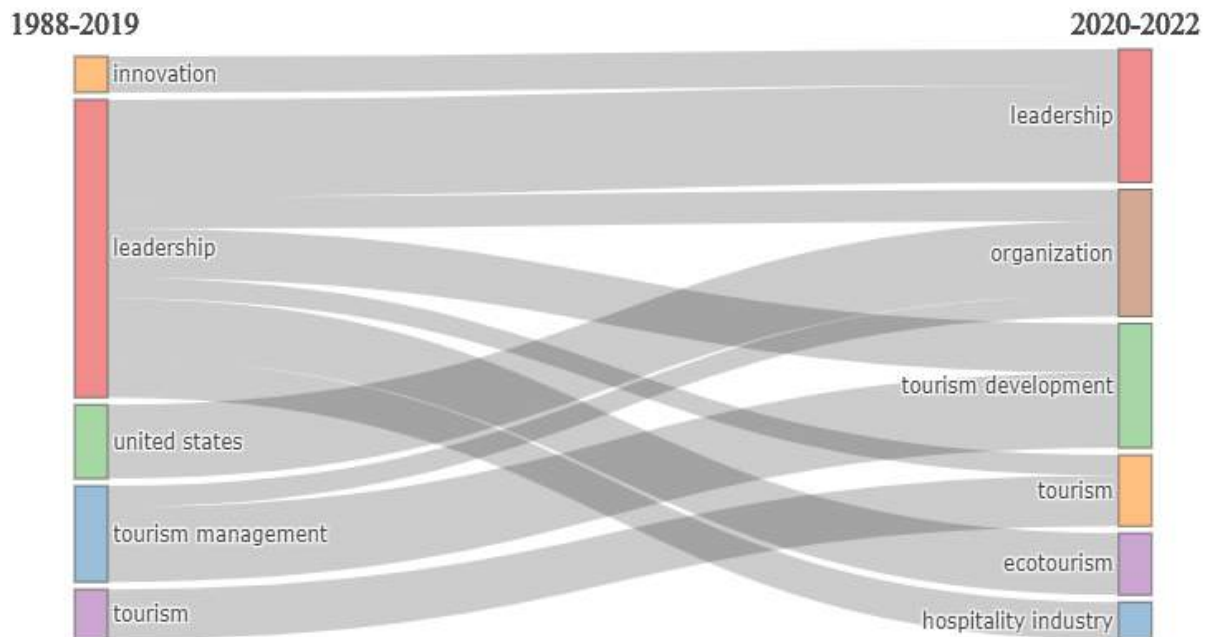 1988-2019
2020-2022
innovation
leadership
united states
tourism management
tourism
leadership
organization
tourism development
tourism
ecotourism
hospitality industry